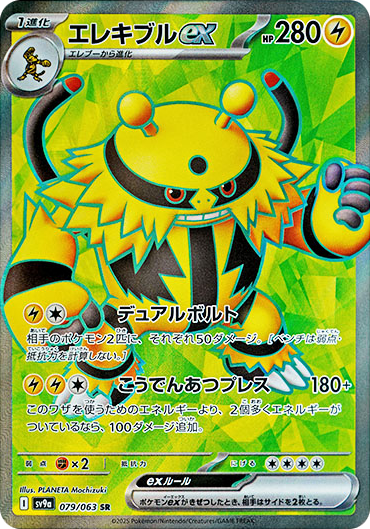 1進化
エレキブルex
HP 280
エレブーから進化
デュアルボルト
相手のポケモン2匹に、それぞれ50ダメージ。[ベンチは弱点・
抵抗力を計算しない。]
こうでんあつプレス 180+
このワザを使うためのエネルギーより、2個多くエネルギーが
ついているなら、100ダメージ追加。
弱点 ×2 抵抗力 にげる
Illus. PLANETA Mochizuki
I sv9a 079/063 SR
exルール
ポケモンexがきぜつしたとき、相手はサイドを2枚とる。
©2025 Pokémon/Nintendo/Creatures/GAME FREAK